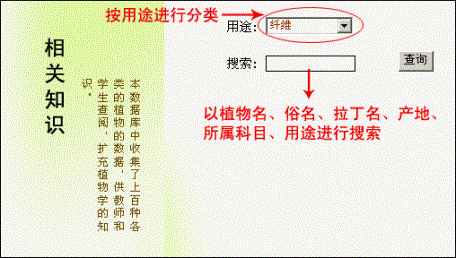 按用途进行分类
用途：
纤维
搜索：
查询
以植物名、俗名、拉丁名、产地、
所属科目、用途进行搜索
相关知识
本数据库中收集了上百种各
类的植物的数据，供教师和
学生查阅，扩充植物学的知
识。